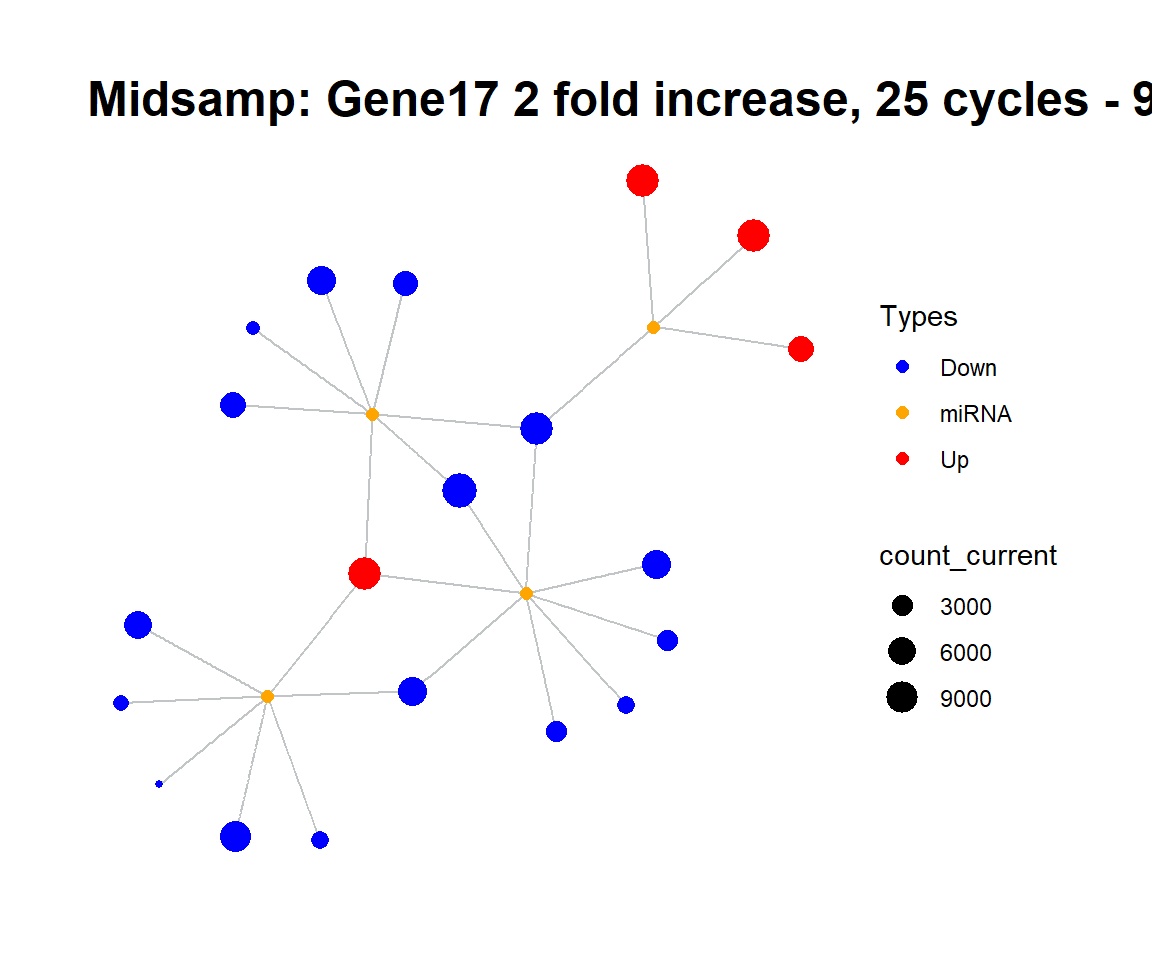 Midsamp: Gene17 2 fold increase, 25 cycles - 9
Types
Down
miRNA
Up
count_current
3000
6000
9000